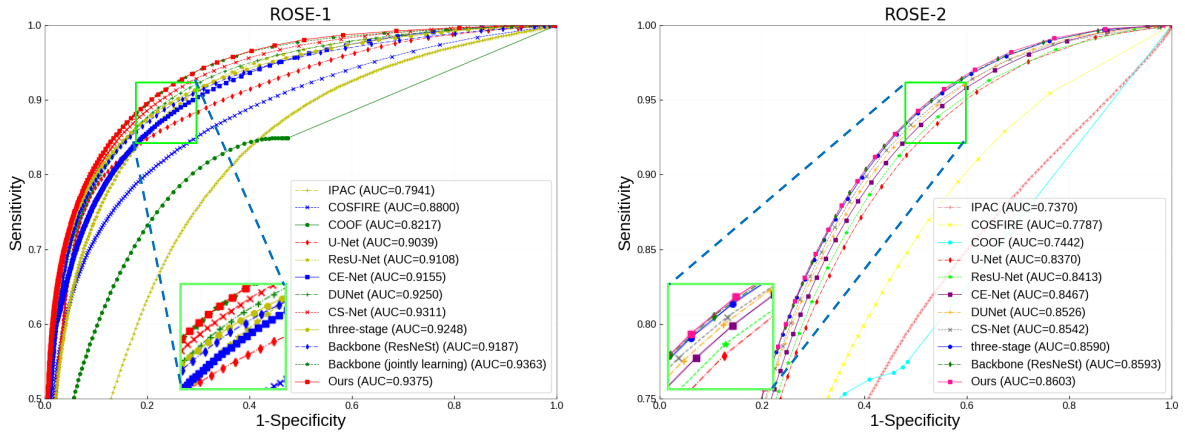 ROSE-1
1.0
0.9
0.8
0.7
0.6
0.5
Sensitivity
IPAC (AUC=0.7941)
COSFIRE (AUC=0.8800)
COOF (AUC=0.8217)
U-Net (AUC=0.9039)
ResU-Net (AUC=0.9108)
CE-Net (AUC=0.9155)
DUNet (AUC=0.9250)
CS-Net (AUC=0.9311)
three-stage (AUC=0.9248)
Backbone (ResNeSt) (AUC=0.9187)
Backbone (jointly learning) (AUC=0.9363)
Ours (AUC=0.9375)
0.0 0.2 0.4 0.6 0.8 1.0
1-Specificity
ROSE-2
1.00
0.95
0.90
0.85
0.80
0.75
Sensitivity
IPAC (AUC=0.7370)
COSFIRE (AUC=0.7787)
COOF (AUC=0.7442)
U-Net (AUC=0.8370)
ResU-Net (AUC=0.8413)
CE-Net (AUC=0.8467)
DUNet (AUC=0.8526)
CS-Net (AUC=0.8542)
three-stage (AUC=0.8590)
Backbone (ResNeSt) (AUC=0.8593)
Ours (AUC=0.8603)
0.0 0.2 0.4 0.6 0.8 1.0
1-Specificity